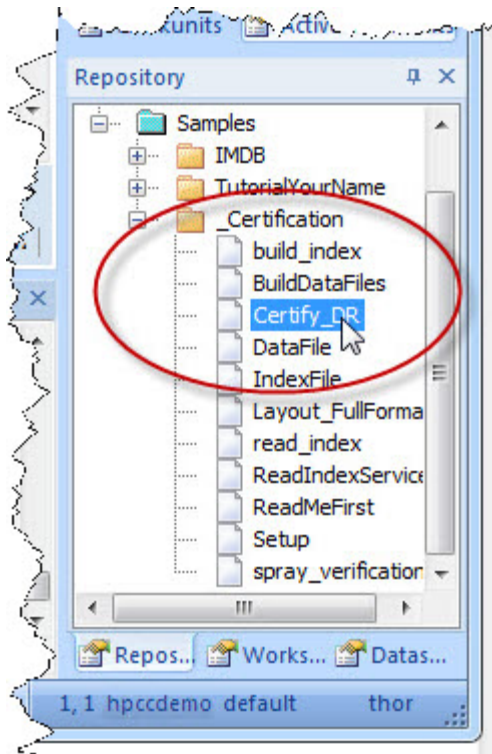 Repository
Samples
IMDB
TutorialYourName
_Certification
build_index
BuildDataFiles
Certify_DR
DataFile
IndexFile
Layout_FullForma
read_index
ReadIndexService
ReadMeFirst
Setup
spray_verification
Repos... Works... Datas...
1, 1 hpccdemo default thor